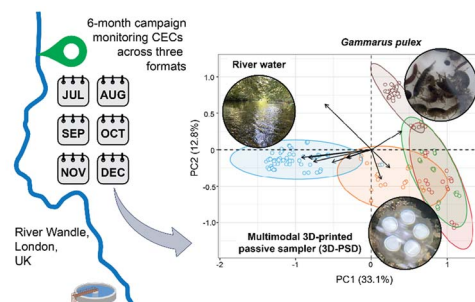 6-month campaign
monitoring CECs
across three
formats
JUL
AUG
SEP
OCT
NOV
DEC
River Wandle,
London,
UK
Gammarus pulex
River water
1.0
0.5
0
-0.5
-1.0
PC2 (12.8%)
Multimodal 3D-printed
passive sampler (3D-PSD)
-2
-1
0
1
PC1 (33.1%)